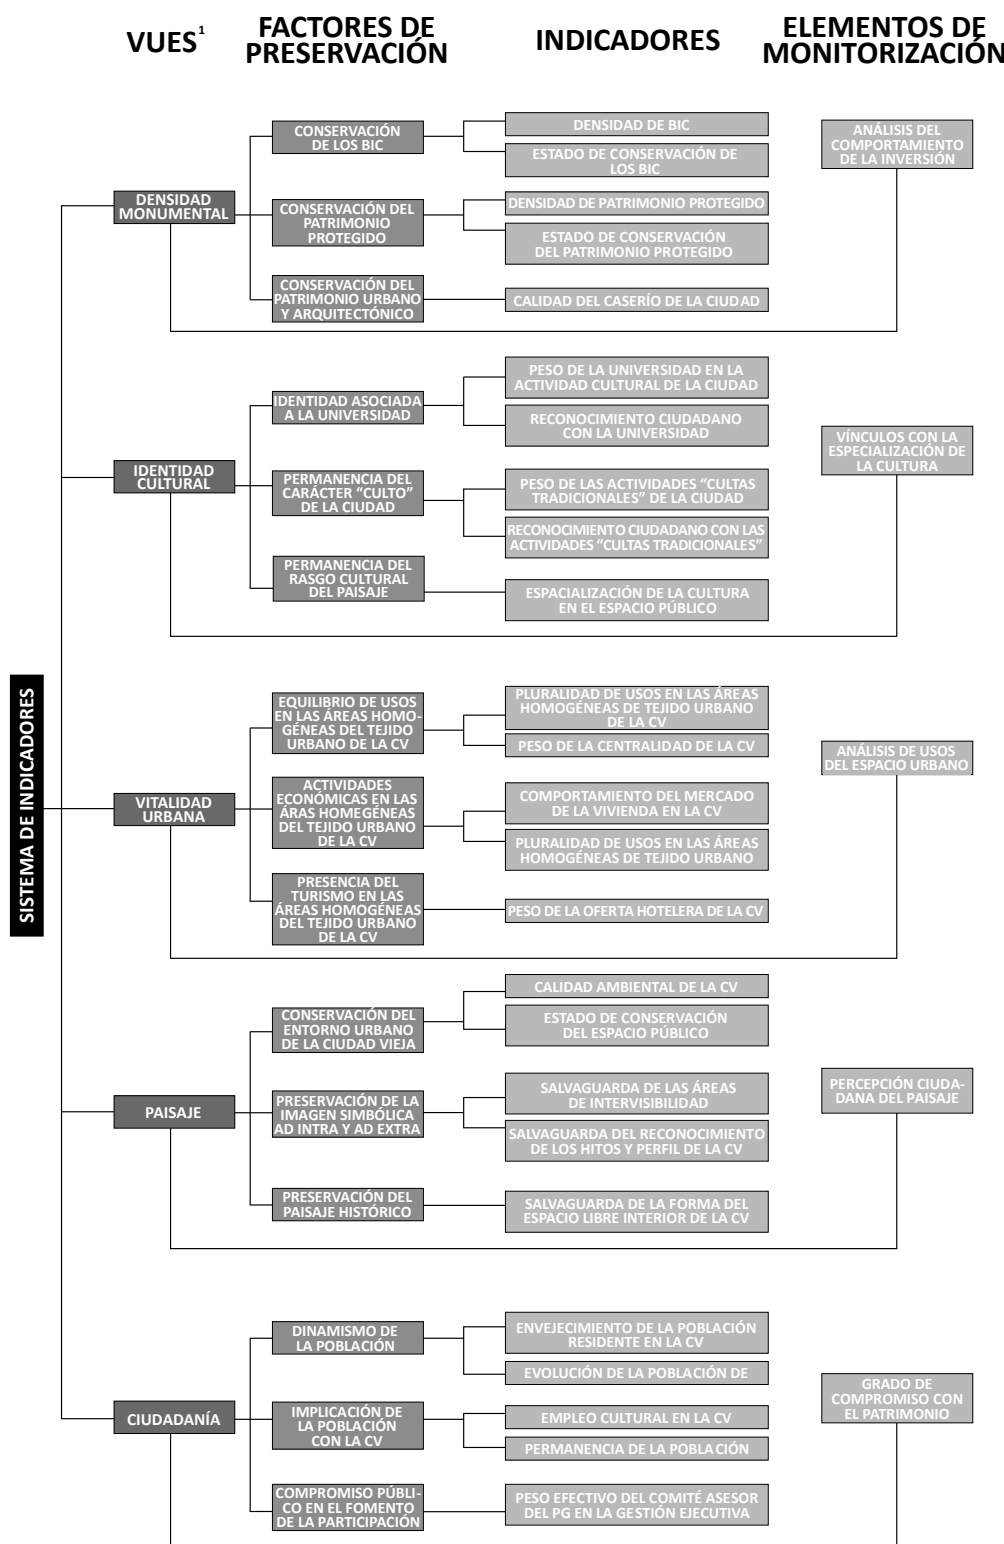 VUES¹
FACTORES DE
PRESERVACIÓN
INDICADORES
ELEMENTOS DE
MONITORIZACIÓN
SISTEMA DE INDICADORES
DENSIDAD
MONUMENTAL
CONSERVACIÓN
DE LOS BIC
DENSIDAD DE BIC
ESTADO DE CONSERVACIÓN DE
LOS BIC
CONSERVACIÓN DEL
PATRIMONIO
PROTEGIDO
DENSIDAD DE PATRIMONIO PROTEGIDO
ESTADO DE CONSERVACIÓN
DEL PATRIMONIO PROTEGIDO
CONSERVACIÓN DEL
PATRIMONIO URBANO
Y ARQUITECTÓNICO
CALIDAD DEL CASERÍO DE LA CIUDAD
ANÁLISIS DEL
COMPORTAMIENTO
DE LA INVERSIÓN
IDENTIDAD
CULTURAL
IDENTIDAD ASOCIADA
A LA UNIVERSIDAD
PESO DE LA UNIVERSIDAD EN LA
ACTIVIDAD CULTURAL DE LA CIUDAD
RECONOCIMIENTO CIUDADANO
CON LA UNIVERSIDAD
PERMANENCIA DEL
CARÁCTER “CULTO”
DE LA CIUDAD
PESO DE LAS ACTIVIDADES “CULTAS
TRADICIONALES” DE LA CIUDAD
RECONOCIMIENTO CIUDADANO CON LAS
ACTIVIDADES “CULTAS TRADICIONALES”
PERMANENCIA DEL
RASGO CULTURAL
DEL PAISAJE
ESPACIALIZACIÓN DE LA CULTURA
EN EL ESPACIO PÚBLICO
VÍNCULOS CON LA
ESPECIALIZACIÓN DE
LA CULTURA
VITALIDAD
URBANA
EQUILIBRIO DE USOS
EN LAS ÁREAS HOMO-
GÉNEAS DEL TEJIDO
URBANO DE LA CV
PLURALIDAD DE USOS EN LAS ÁREAS
HOMOGÉNEAS DE TEJIDO URBANO
DE LA CV
PESO DE LA CENTRALIDAD DE LA CV
ACTIVIDADES
ECONÓMICAS EN LAS
ÁRAS HOMEGÉNEAS
DEL TEJIDO URBANO
DE LA CV
COMPORTAMIENTO DEL MERCADO
DE LA VIVIENDA EN LA CV
PLURALIDAD DE USOS EN LAS ÁREAS
HOMOGÉNEAS DE TEJIDO URBANO
PRESENCIA DEL
TURISMO EN LAS
ÁREAS HOMOGÉNEAS
DEL TEJIDO URBANO
DE LA CV
PESO DE LA OFERTA HOTELERA DE LA CV
ANÁLISIS DE USOS
DEL ESPACIO URBANO
PAISAJE
CONSERVACIÓN DEL
ENTORNO URBANO
DE LA CIUDAD VIEJA
CALIDAD AMBIENTAL DE LA CV
ESTADO DE CONSERVACIÓN
DEL ESPACIO PÚBLICO
PRESERVACIÓN DE LA
IMAGEN SIMBÓLICA
AD INTRA Y AD EXTRA
SALVAGUARDA DE LAS ÁREAS
DE INTERVISIBILIDAD
SALVAGUARDA DEL RECONOCIMIENTO
DE LOS HITOS Y PERFIL DE LA CV
PRESERVACIÓN DEL
PAISAJE HISTÓRICO
SALVAGUARDA DE LA FORMA DEL
ESPACIO LIBRE INTERIOR DE LA CV
PERCEPCIÓN CIUDA-
DANA DEL PAISAJE
CIUDADANÍA
DINAMISMO DE
LA POBLACIÓN
ENVEJECIMIENTO DE LA POBLACIÓN
RESIDENTE EN LA CV
EVOLUCIÓN DE LA POBLACIÓN DE
IMPLICACIÓN DE
LA POBLACIÓN
CON LA CV
EMPLEO CULTURAL EN LA CV
PERMANENCIA DE LA POBLACIÓN
COMPROMISO PÚBLI-
CO EN EL FOMENTO
DE LA PARTICIPACIÓN
PESO EFECTIVO DEL COMITÉ ASESOR
DEL PG EN LA GESTIÓN EJECUTIVA
GRADO DE
COMPROMISO CON
EL PATRIMONIO